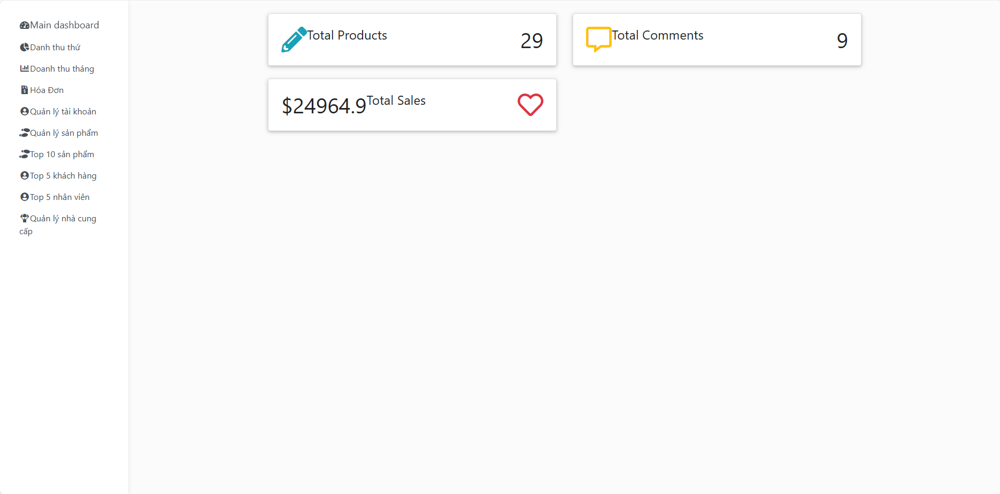 Main dashboard
Danh thu thứ
Doanh thu tháng
Hóa Đơn
Quản lý tài khoản
Quản lý sản phẩm
Top 10 sản phẩm
Top 5 khách hàng
Top 5 nhân viên
Quản lý nhà cung
cấp
Total Products
29
Total Comments
9
$24964.9
Total Sales